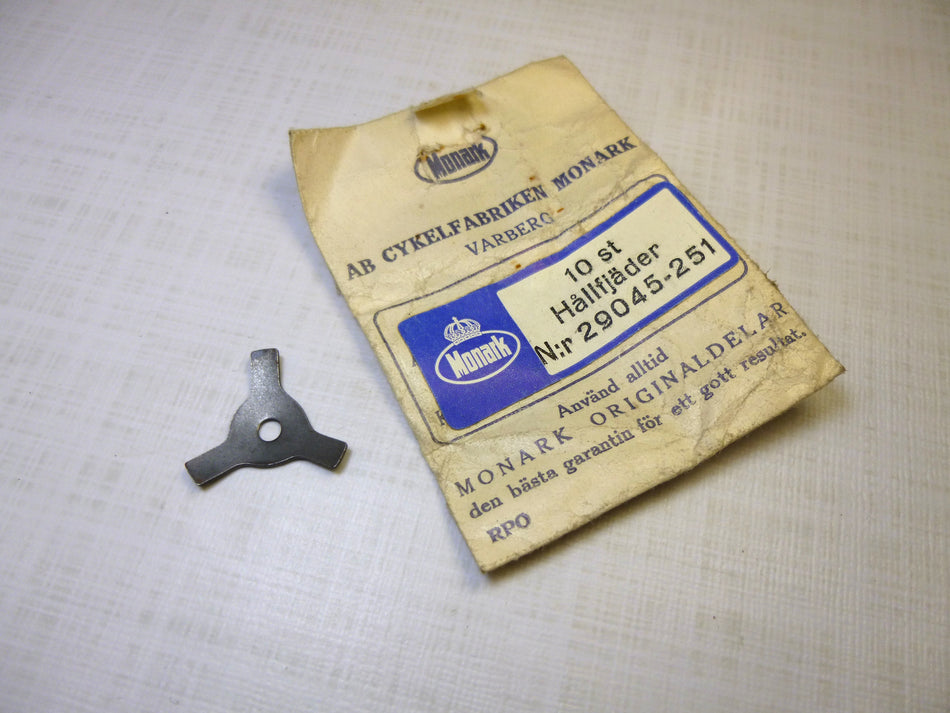 Monark
AB CYKELFABRIKEN MONARK
VARBERG
10 st
Hållfjäder
N:r 29045-251
Monark
Använd alltid
MONARK ORIGINALDELAR
den bästa garantin för ett gott resultat.
RPO